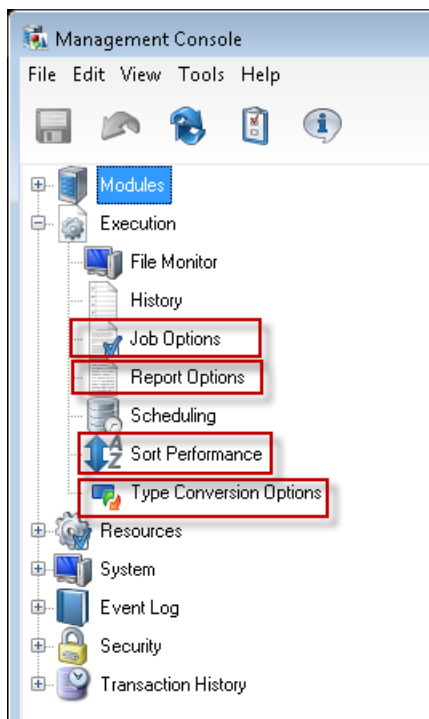 Management Console
File Edit View Tools Help
Modules
Execution
File Monitor
History
Job Options
Report Options
Scheduling
Sort Performance
Type Conversion Options
Resources
System
Event Log
Security
Transaction History